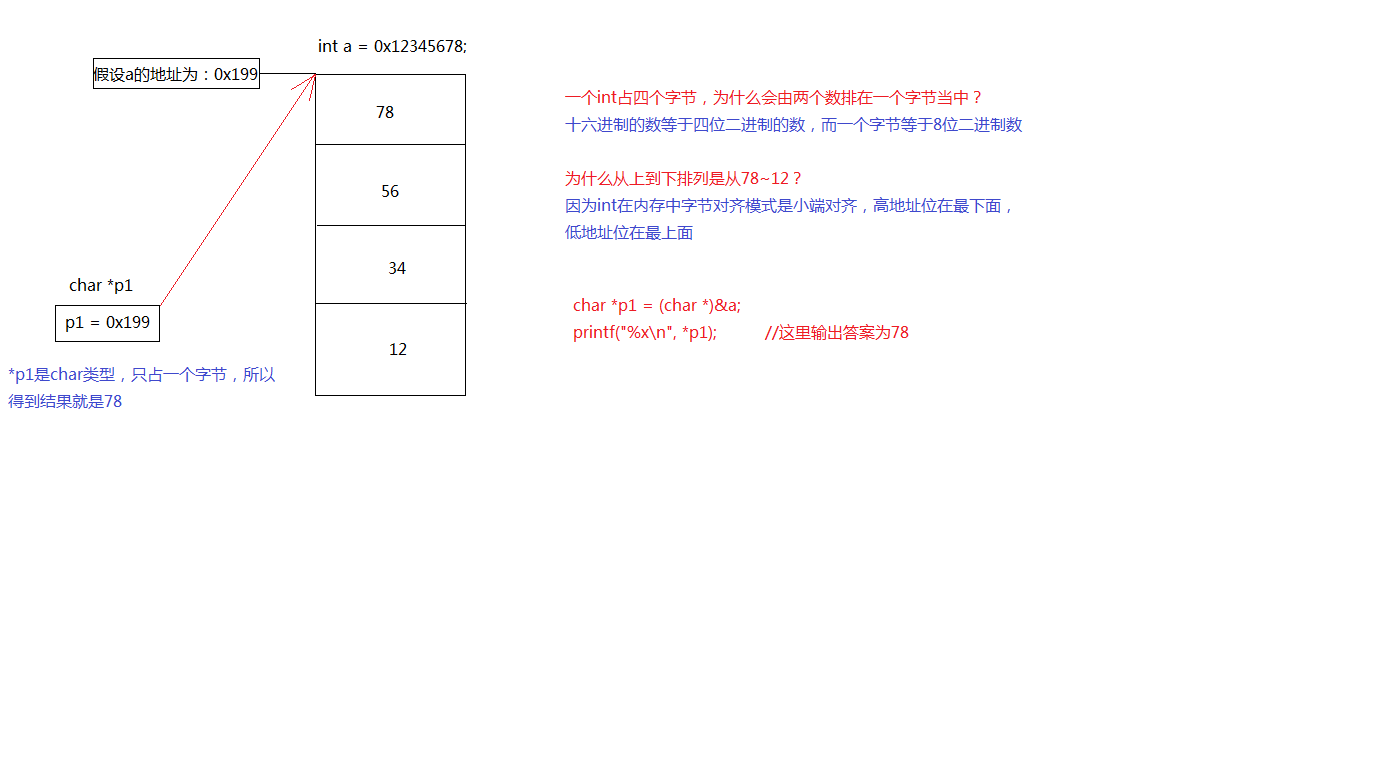 int a = 0x12345678;
假设a的地址为：0x199
78
56
34
12
char *p1
p1 = 0x199
*p1是char类型，只占一个字节，所以
得到结果就是78
一个int占四个字节，为什么会由两个数排在一个字节当中？
十六进制的数等于四位二进制的数，而一个字节等于8位二进制数
为什么从上到下排列是从78~12？
因为int在内存中字节对齐模式是小端对齐，高地址位在最下面，
低地址位在最上面
char *p1 = (char *)&a;
printf("%x\n", *p1); //这里输出答案为78